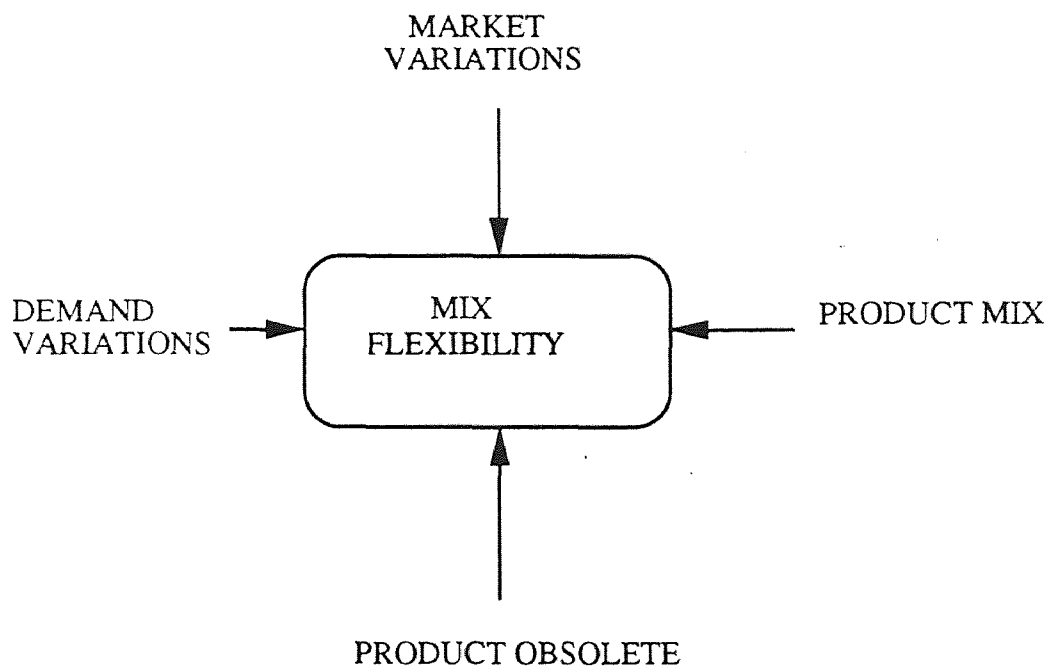 MARKET
VARIATIONS
DEMAND
VARIATIONS
MIX
FLEXIBILITY
PRODUCT MIX
PRODUCT OBSOLETE